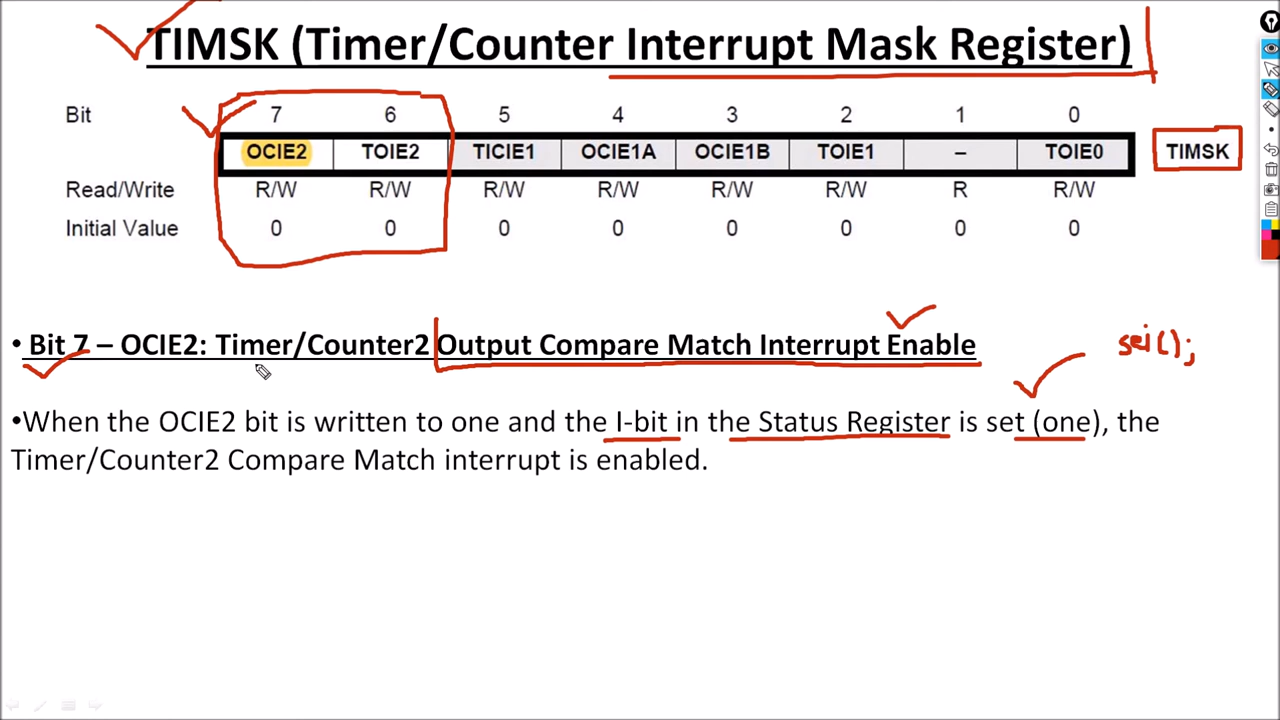 TIMSK (Timer/Counter Interrupt Mask Register)
Bit 7 6 5 4 3 2 1 0
OCIE2 TOIE2 TICIE1 OCIE1A OCIE1B TOIE1 – TOIE0 TIMSK
Read/Write R/W R/W R/W R/W R/W R/W R R/W
Initial Value 0 0 0 0 0 0 0 0
• Bit 7 – OCIE2: Timer/Counter2 Output Compare Match Interrupt Enable
sei();
•When the OCIE2 bit is written to one and the I-bit in the Status Register is set (one), the
Timer/Counter2 Compare Match interrupt is enabled.